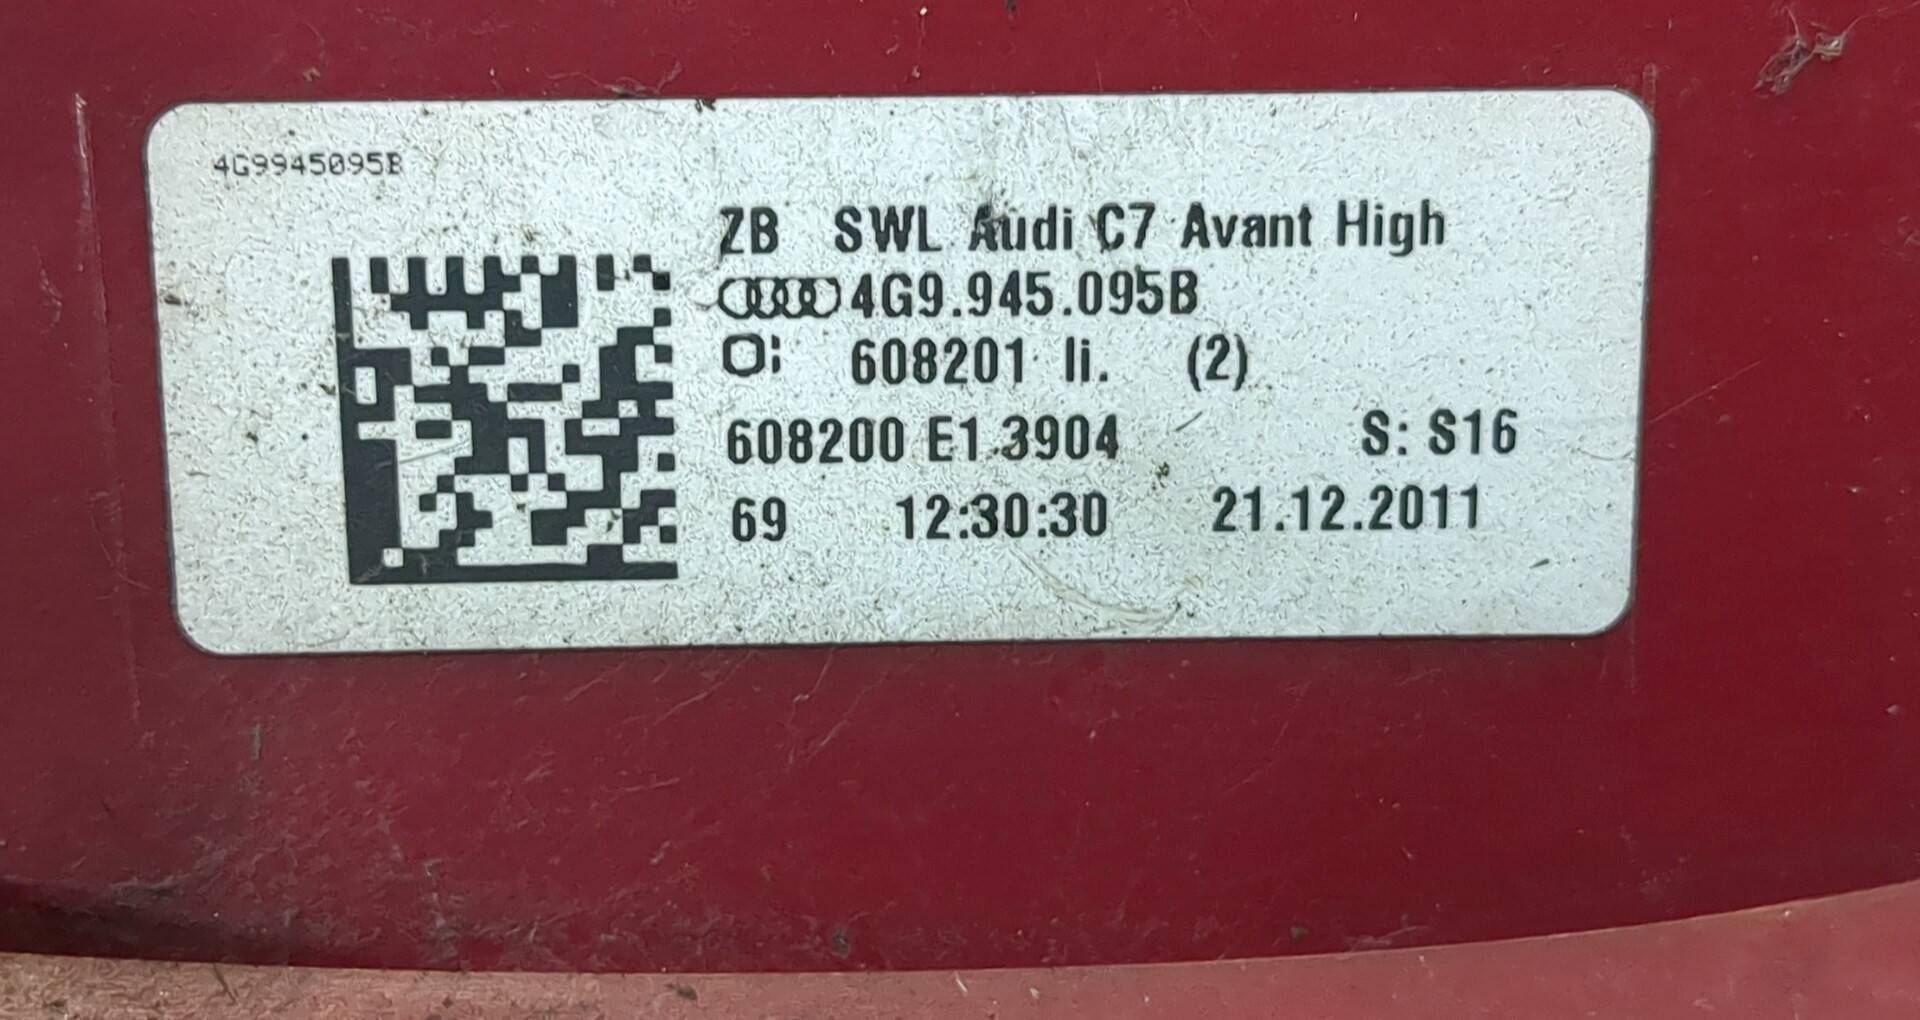 4G9945095B
ZB SWL Audi C7 Avant High
4G9.945.095B
608201 li. (2)
608200 E1.3904 S: S16
69 12:30:30 21.12.2011